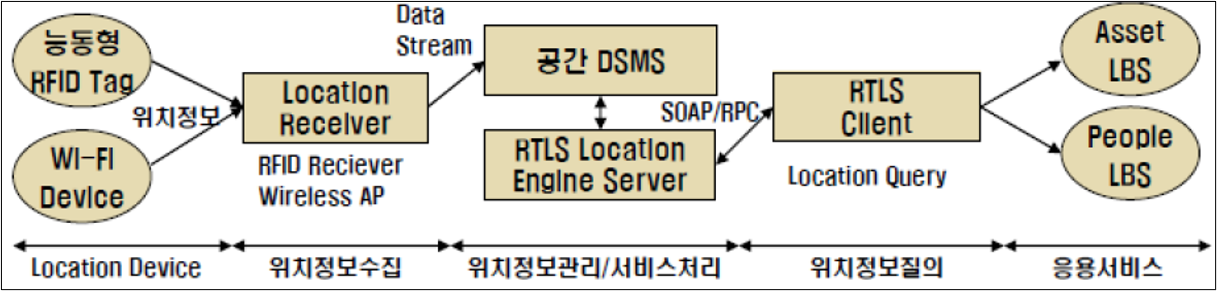 능동형
RFID Tag
WI-FI
Device
위치정보
Location
Recelver
RFID Reciever
Wireless AP
Data
Stream
공간 DSMS
RTLS Location
Engine Server
SOAP/RPC
RTLS
Client
Location Query
Asset
LBS
People
LBS
Location Device
위치정보수집
위치정보관리/서비스처리
위치정보질의
응용서비스